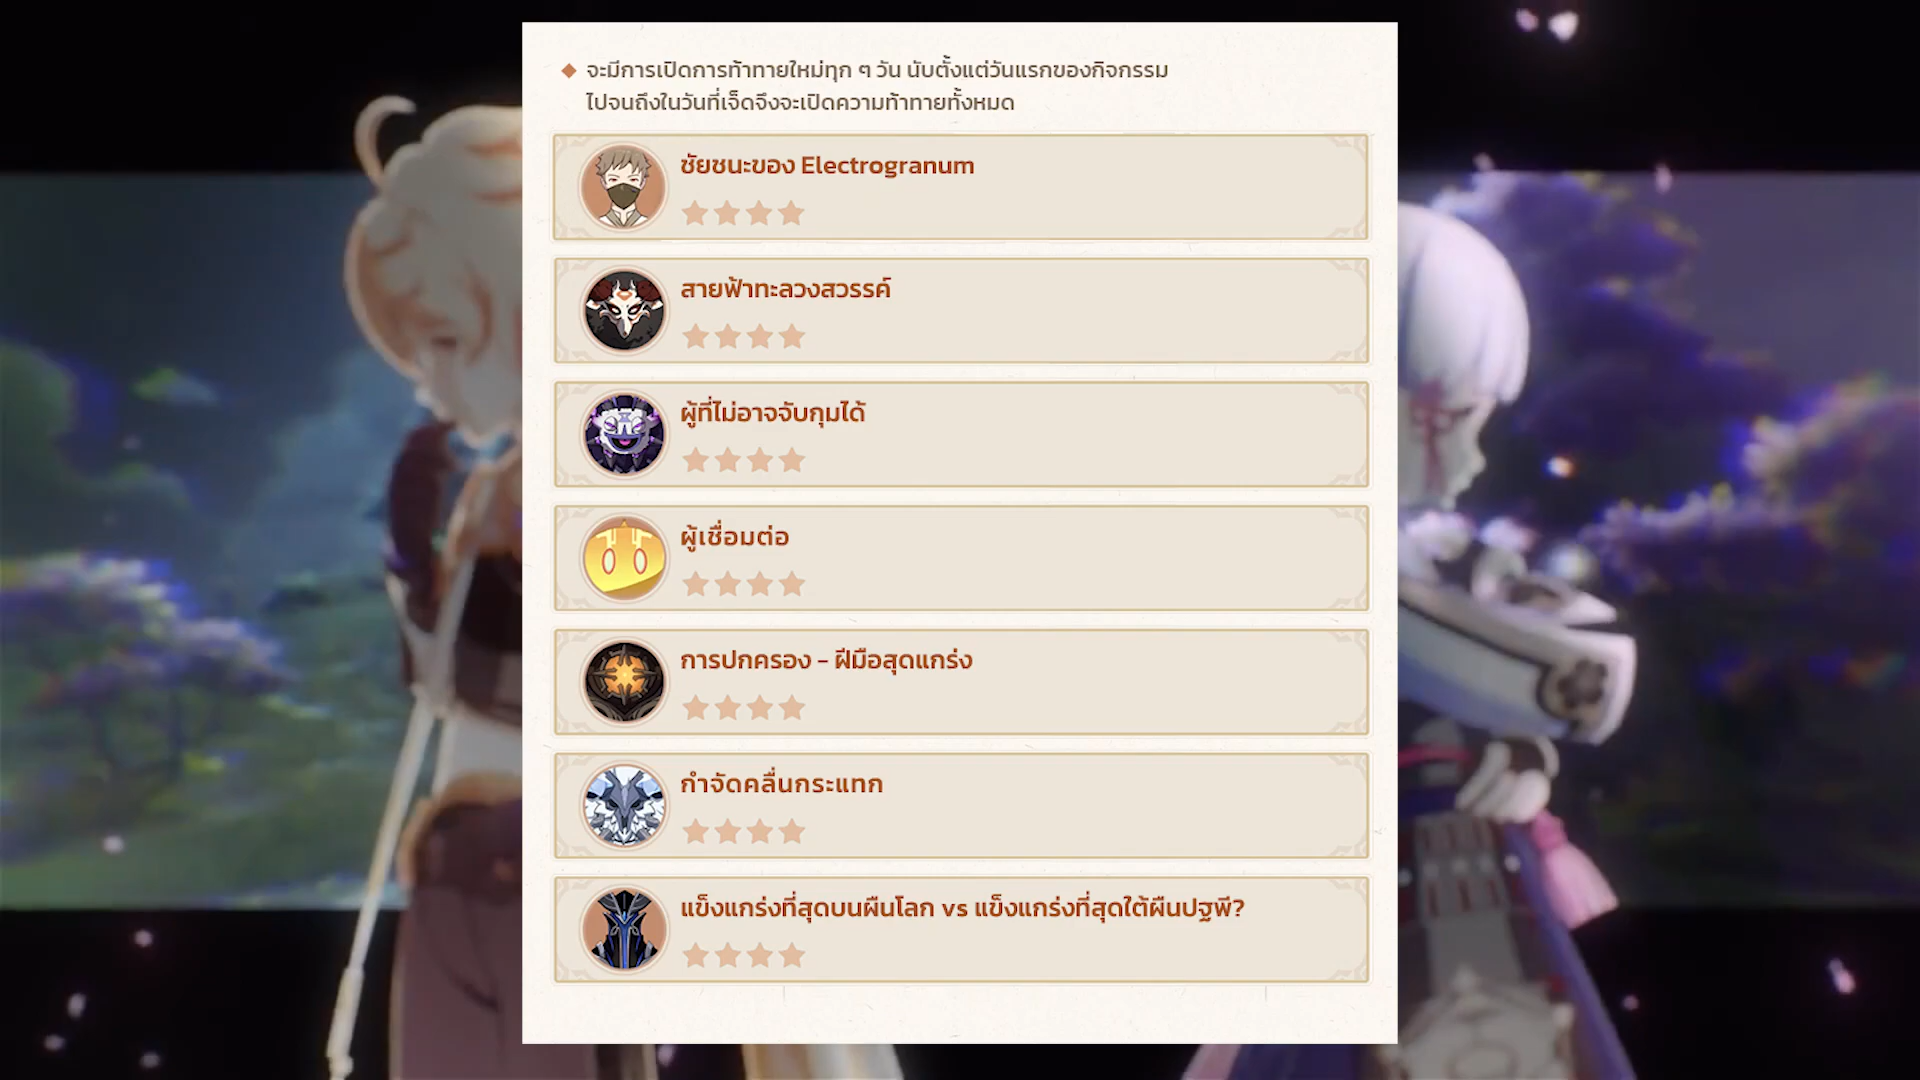 จะมีการเปิดการท้าทายใหม่ทุก ๆ วัน นับตั้งแต่วันแรกของกิจกรรม
ไปจนถึงในวันที่เจ็ดจึงจะเปิดความท้าทายทั้งหมด
ชัยชนะของ Electrogranum
สายฟ้าทะลวงสวรรค์
ผู้ที่ไม่อาจจับกุมได้
ผู้เชื่อมต่อ
การปกครอง - ฝีมือสุดแกร่ง
กำจัดคลื่นกระแทก
แข็งแกร่งที่สุดบนผืนโลก vs แข็งแกร่งที่สุดใต้ผืนปฐพี?